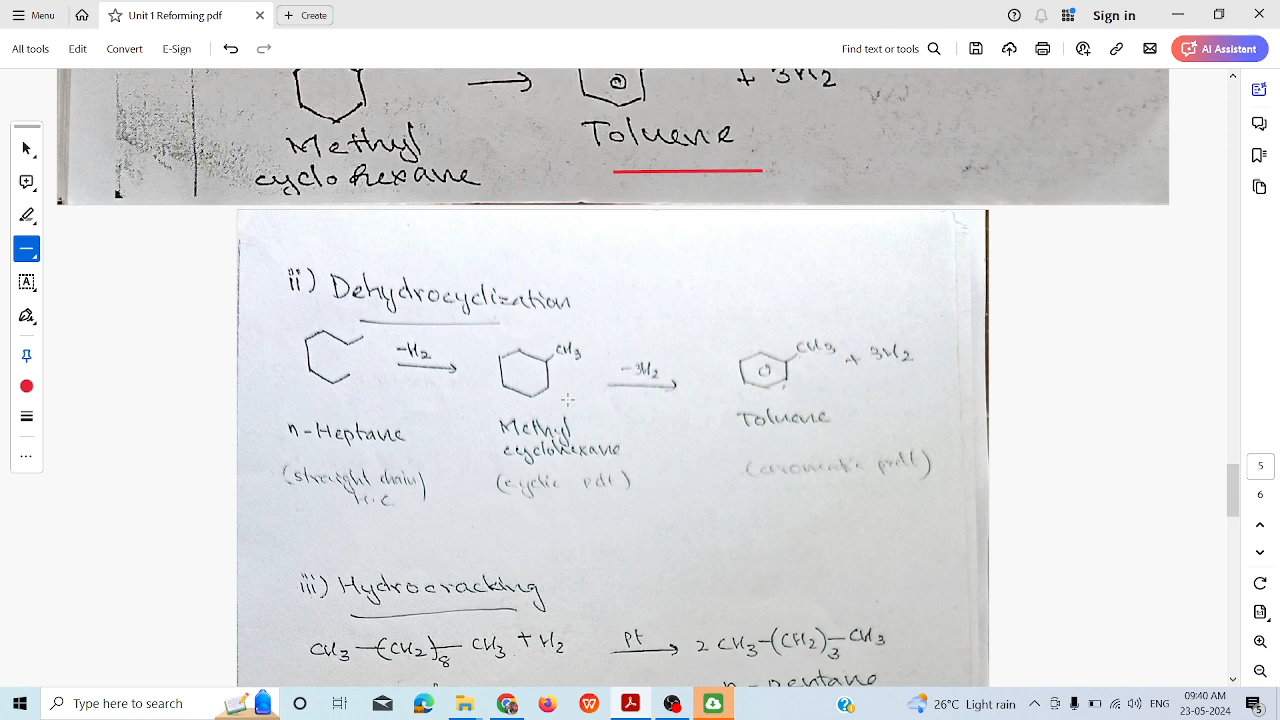 Menu
Unit 1 Reforming.pdf
Create
Sign in
All tools
Edit
Convert
E-Sign
Find text or tools
AI Assistant
+ 3H2
Methyl
cyclohexane
Toluene
ii) Dehydrocyclization
-H2
CH3
-3H2
CH3 + 3H2
n-Heptane
Methyl
cyclohexane
Toluene
(straight chain)
H.C
(cyclic pdt)
(aromatic pdt)
iii) Hydrocracking
CH3-(CH2)8-CH3 + H2
Pt
2 CH3-(CH2)3-CH3
n-pentane
5
6
Type here to search
26°C Light rain
ENG
09:40 AM
23-05-2024
5